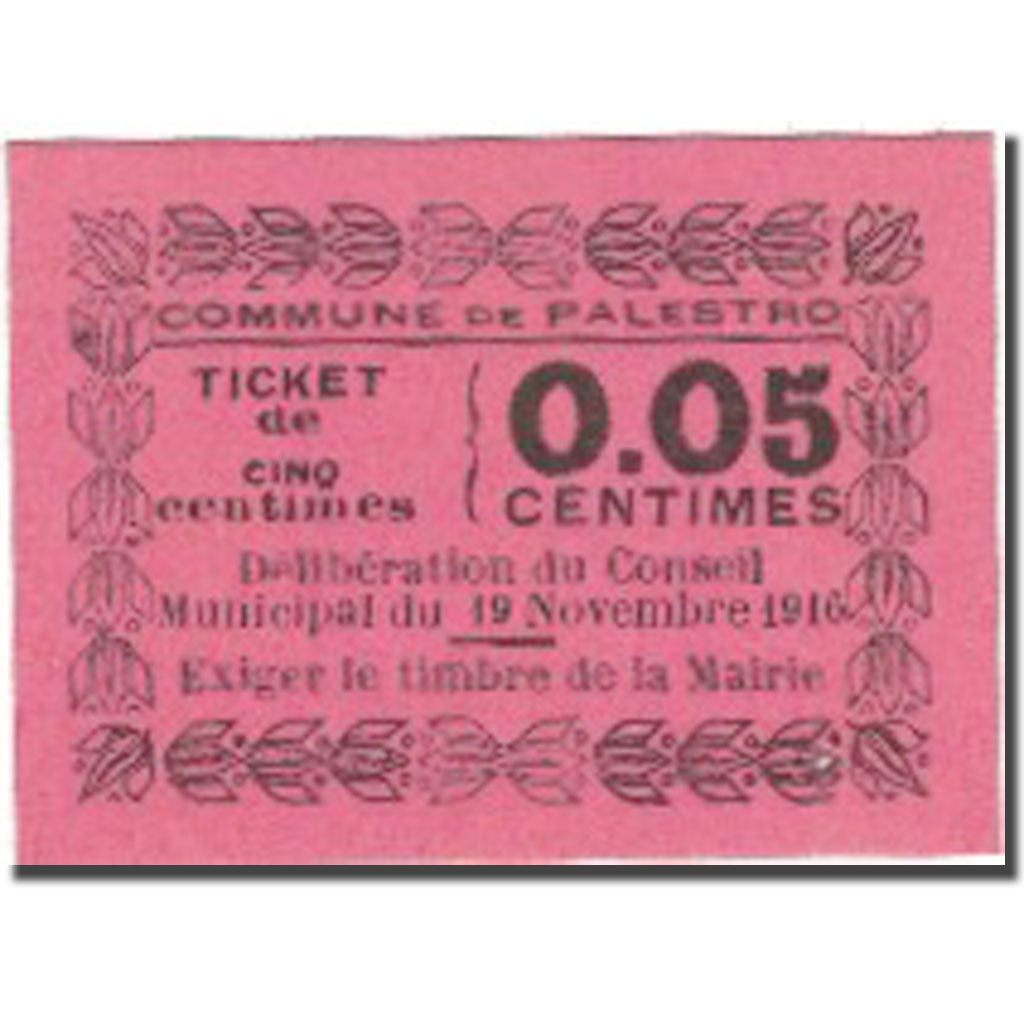 COMMUNE DE PALESTRO
TICKET
de
CINQ
centimes
0.05
CENTIMES
Délibération du Conseil
Municipal du 19 Novembre 1916
Exiger le timbre de la Mairie